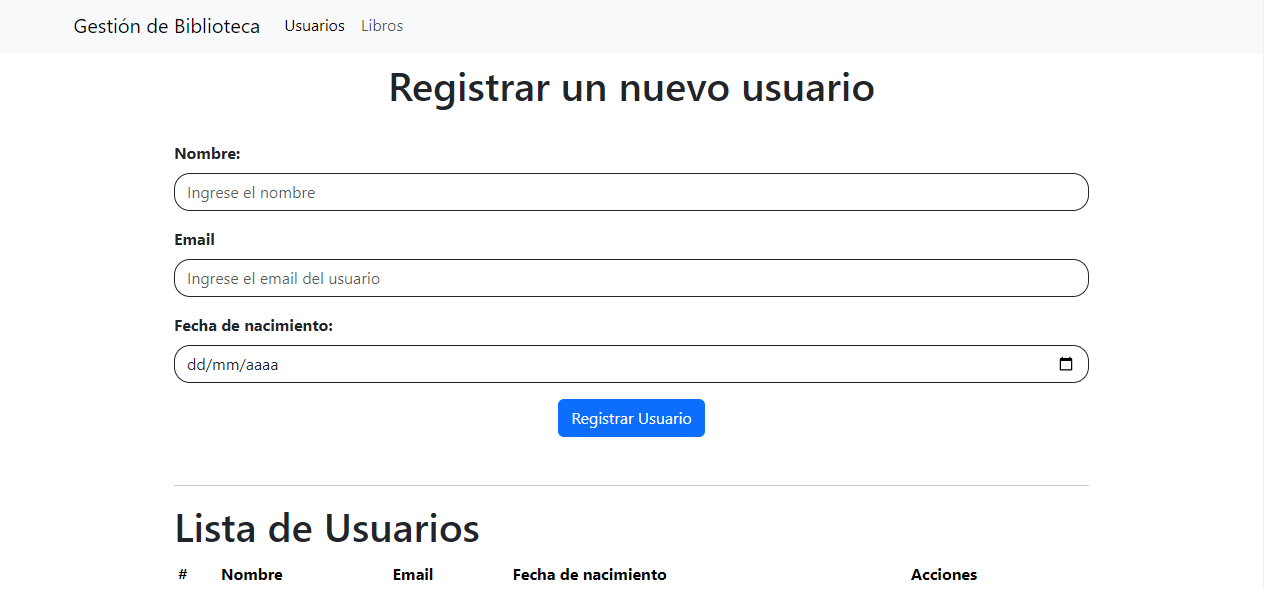 Gestión de Biblioteca Usuarios Libros
Registrar un nuevo usuario
Nombre:
Ingrese el nombre
Email
Ingrese el email del usuario
Fecha de nacimiento:
dd/mm/aaaa
Registrar Usuario
Lista de Usuarios
# Nombre Email Fecha de nacimiento Acciones